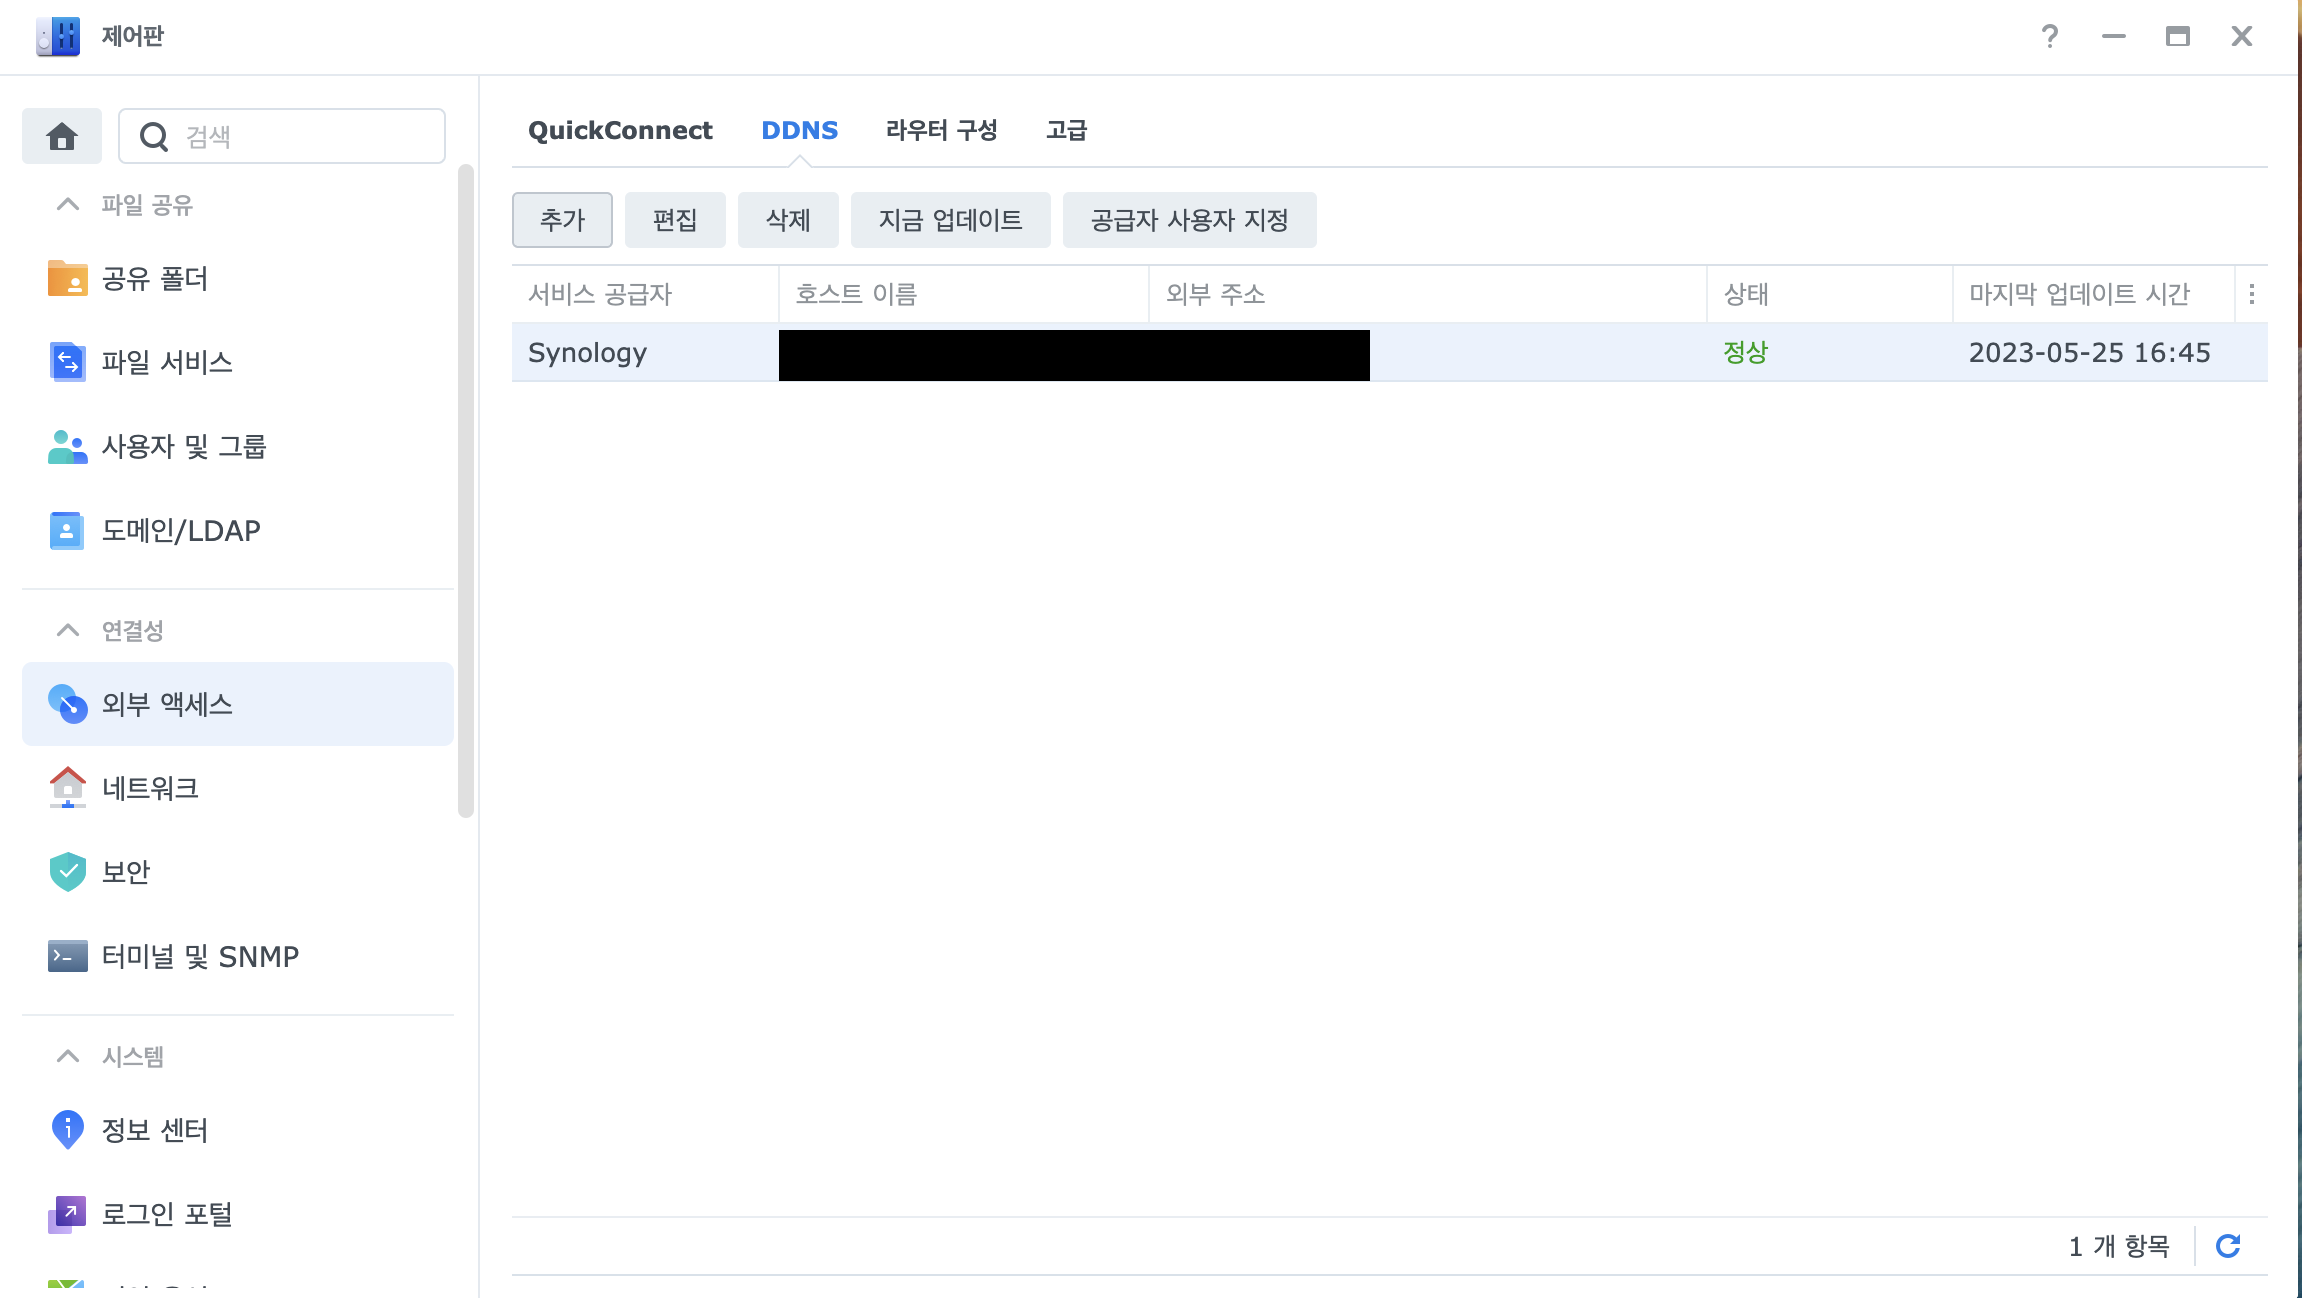 제어판
검색
파일 공유
공유 폴더
파일 서비스
사용자 및 그룹
도메인/LDAP
연결성
외부 액세스
네트워크
보안
터미널 및 SNMP
시스템
정보 센터
로그인 포털
QuickConnect DDNS 라우터 구성 고급
추가 편집 삭제 지금 업데이트 공급자 사용자 지정
서비스 공급자 호스트 이름 외부 주소 상태 마지막 업데이트 시간
Synology 정상 2023-05-25 16:45
1 개 항목